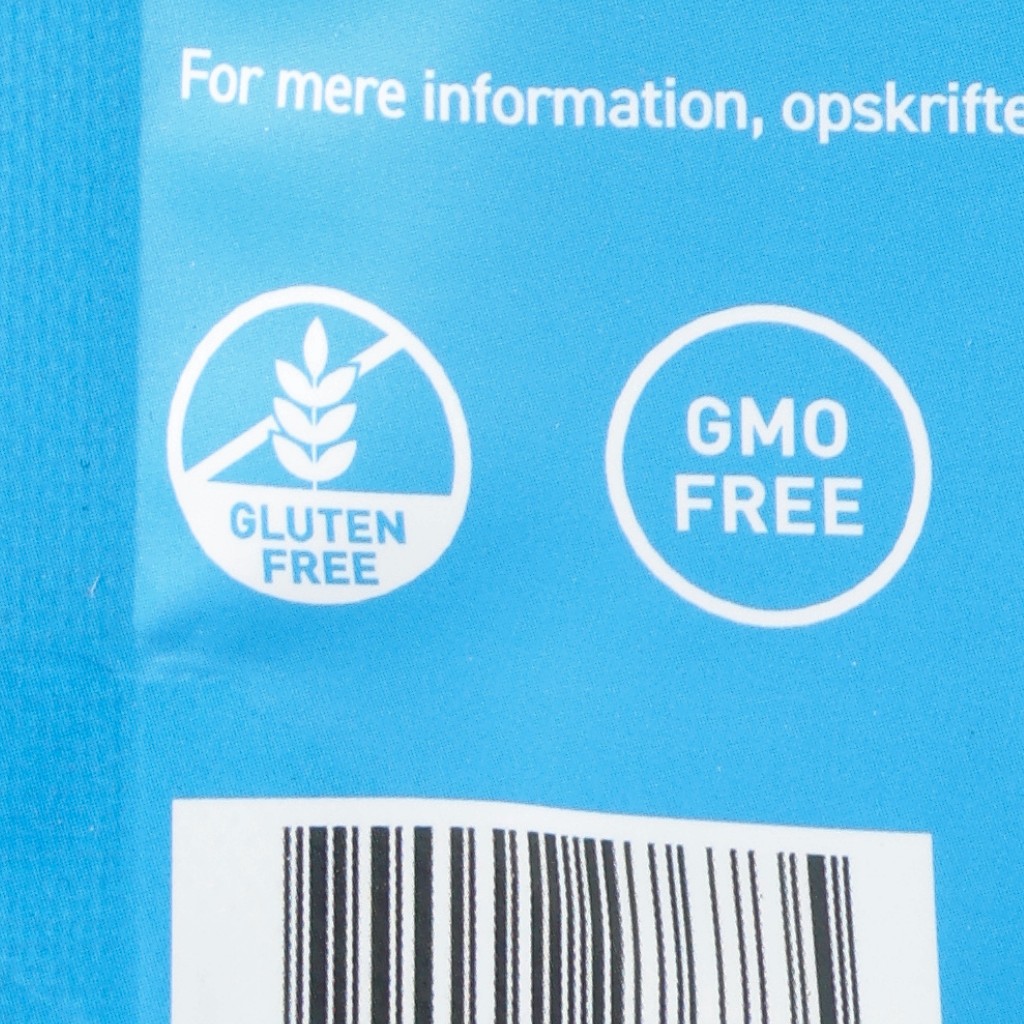 For mere information, opskrifte
GLUTEN
FREE
GMO
FREE